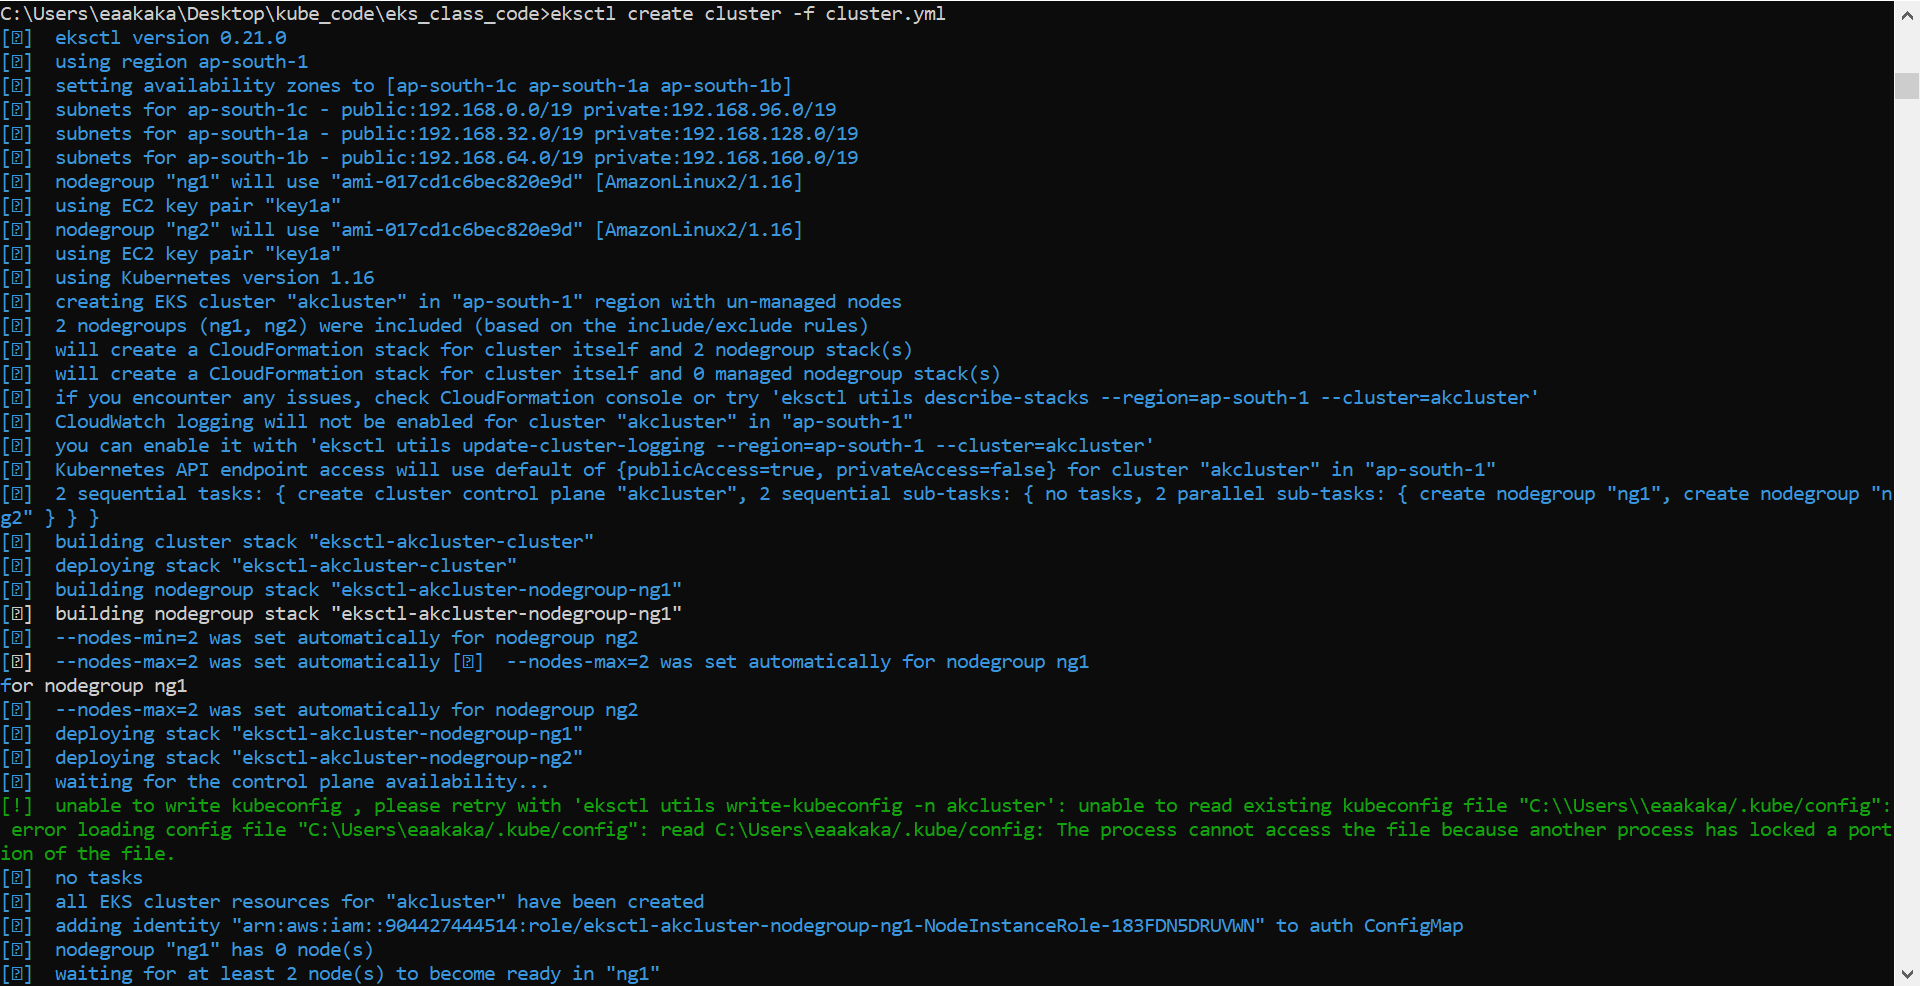 C:\Users\eaakaka\Desktop\kube_code\eks_class_code>eksctl create cluster -f cluster.yml
[⍰]  eksctl version 0.21.0
[⍰]  using region ap-south-1
[⍰]  setting availability zones to [ap-south-1c ap-south-1a ap-south-1b]
[⍰]  subnets for ap-south-1c - public:192.168.0.0/19 private:192.168.96.0/19
[⍰]  subnets for ap-south-1a - public:192.168.32.0/19 private:192.168.128.0/19
[⍰]  subnets for ap-south-1b - public:192.168.64.0/19 private:192.168.160.0/19
[⍰]  nodegroup "ng1" will use "ami-017cd1c6bec820e9d" [AmazonLinux2/1.16]
[⍰]  using EC2 key pair "key1a"
[⍰]  nodegroup "ng2" will use "ami-017cd1c6bec820e9d" [AmazonLinux2/1.16]
[⍰]  using EC2 key pair "key1a"
[⍰]  using Kubernetes version 1.16
[⍰]  creating EKS cluster "akcluster" in "ap-south-1" region with un-managed nodes
[⍰]  2 nodegroups (ng1, ng2) were included (based on the include/exclude rules)
[⍰]  will create a CloudFormation stack for cluster itself and 2 nodegroup stack(s)
[⍰]  will create a CloudFormation stack for cluster itself and 0 managed nodegroup stack(s)
[⍰]  if you encounter any issues, check CloudFormation console or try 'eksctl utils describe-stacks --region=ap-south-1 --cluster=akcluster'
[⍰]  CloudWatch logging will not be enabled for cluster "akcluster" in "ap-south-1"
[⍰]  you can enable it with 'eksctl utils update-cluster-logging --region=ap-south-1 --cluster=akcluster'
[⍰]  Kubernetes API endpoint access will use default of {publicAccess=true, privateAccess=false} for cluster "akcluster" in "ap-south-1"
[⍰]  2 sequential tasks: { create cluster control plane "akcluster", 2 sequential sub-tasks: { no tasks, 2 parallel sub-tasks: { create nodegroup "ng1", create nodegroup "n
g2" } } }
[⍰]  building cluster stack "eksctl-akcluster-cluster"
[⍰]  deploying stack "eksctl-akcluster-cluster"
[⍰]  building nodegroup stack "eksctl-akcluster-nodegroup-ng1"
[⍰]  building nodegroup stack "eksctl-akcluster-nodegroup-ng1"
[⍰]  --nodes-min=2 was set automatically for nodegroup ng2
[⍰]  --nodes-max=2 was set automatically [⍰]  --nodes-max=2 was set automatically for nodegroup ng1
for nodegroup ng1
[⍰]  --nodes-max=2 was set automatically for nodegroup ng2
[⍰]  deploying stack "eksctl-akcluster-nodegroup-ng1"
[⍰]  deploying stack "eksctl-akcluster-nodegroup-ng2"
[⍰]  waiting for the control plane availability...
[!]  unable to write kubeconfig , please retry with 'eksctl utils write-kubeconfig -n akcluster': unable to read existing kubeconfig file "C:\\Users\\eaakaka/.kube/config":
 error loading config file "C:\Users\eaakaka/.kube/config": read C:\Users\eaakaka/.kube/config: The process cannot access the file because another process has locked a port
ion of the file.
[⍰]  no tasks
[⍰]  all EKS cluster resources for "akcluster" have been created
[⍰]  adding identity "arn:aws:iam::904427444514:role/eksctl-akcluster-nodegroup-ng1-NodeInstanceRole-183FDN5DRUVWN" to auth ConfigMap
[⍰]  nodegroup "ng1" has 0 node(s)
[⍰]  waiting for at least 2 node(s) to become ready in "ng1"